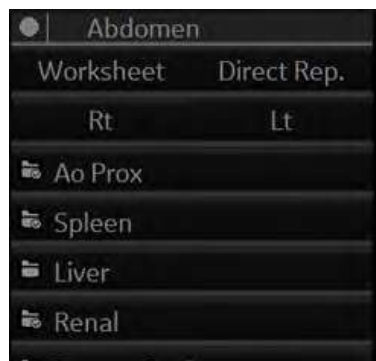 Abdomen
Worksheet Direct Rep.
Rt Lt
Ao Prox
Spleen
Liver
Renal